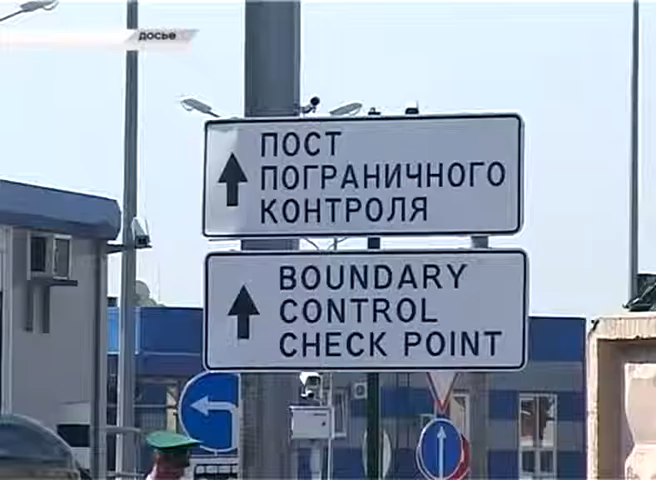 досье
ПОСТ
ПОГРАНИЧНОГО
КОНТРОЛЯ
BOUNDARY
CONTROL
CHECK POINT